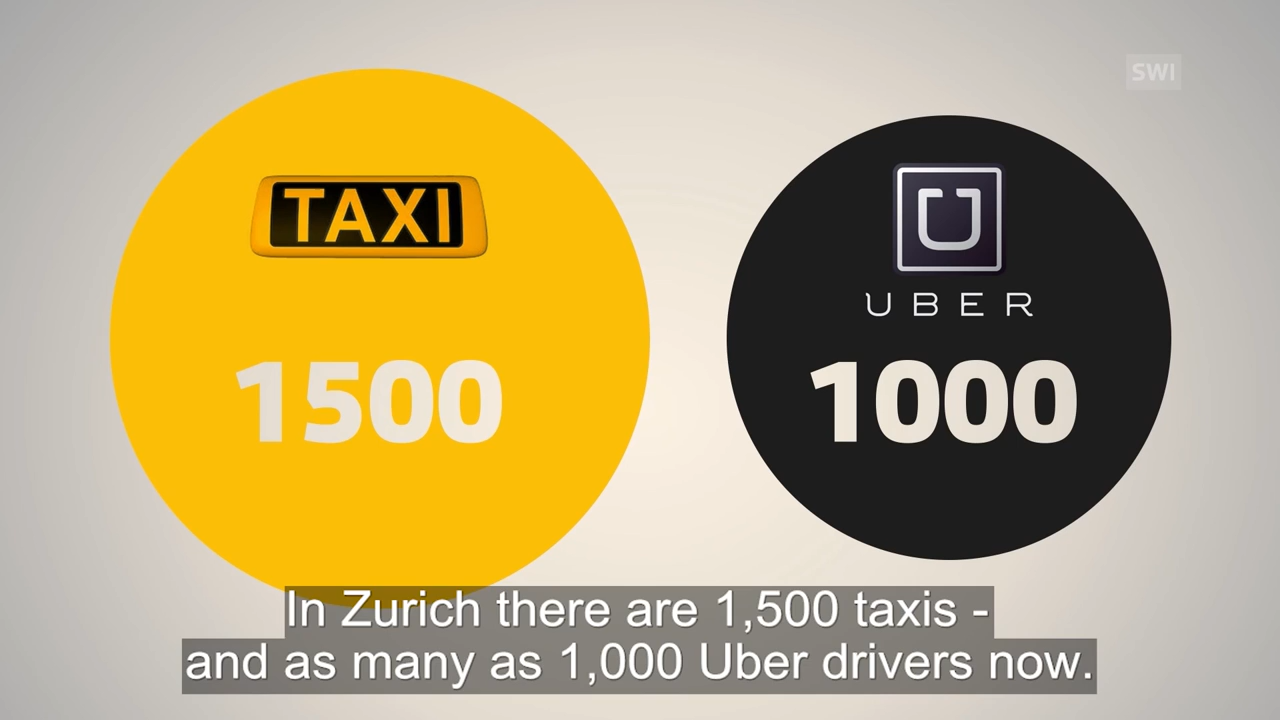 SWI
TAXI
1500
U
UBER
1000
In Zurich there are 1,500 taxis -
and as many as 1,000 Uber drivers now.